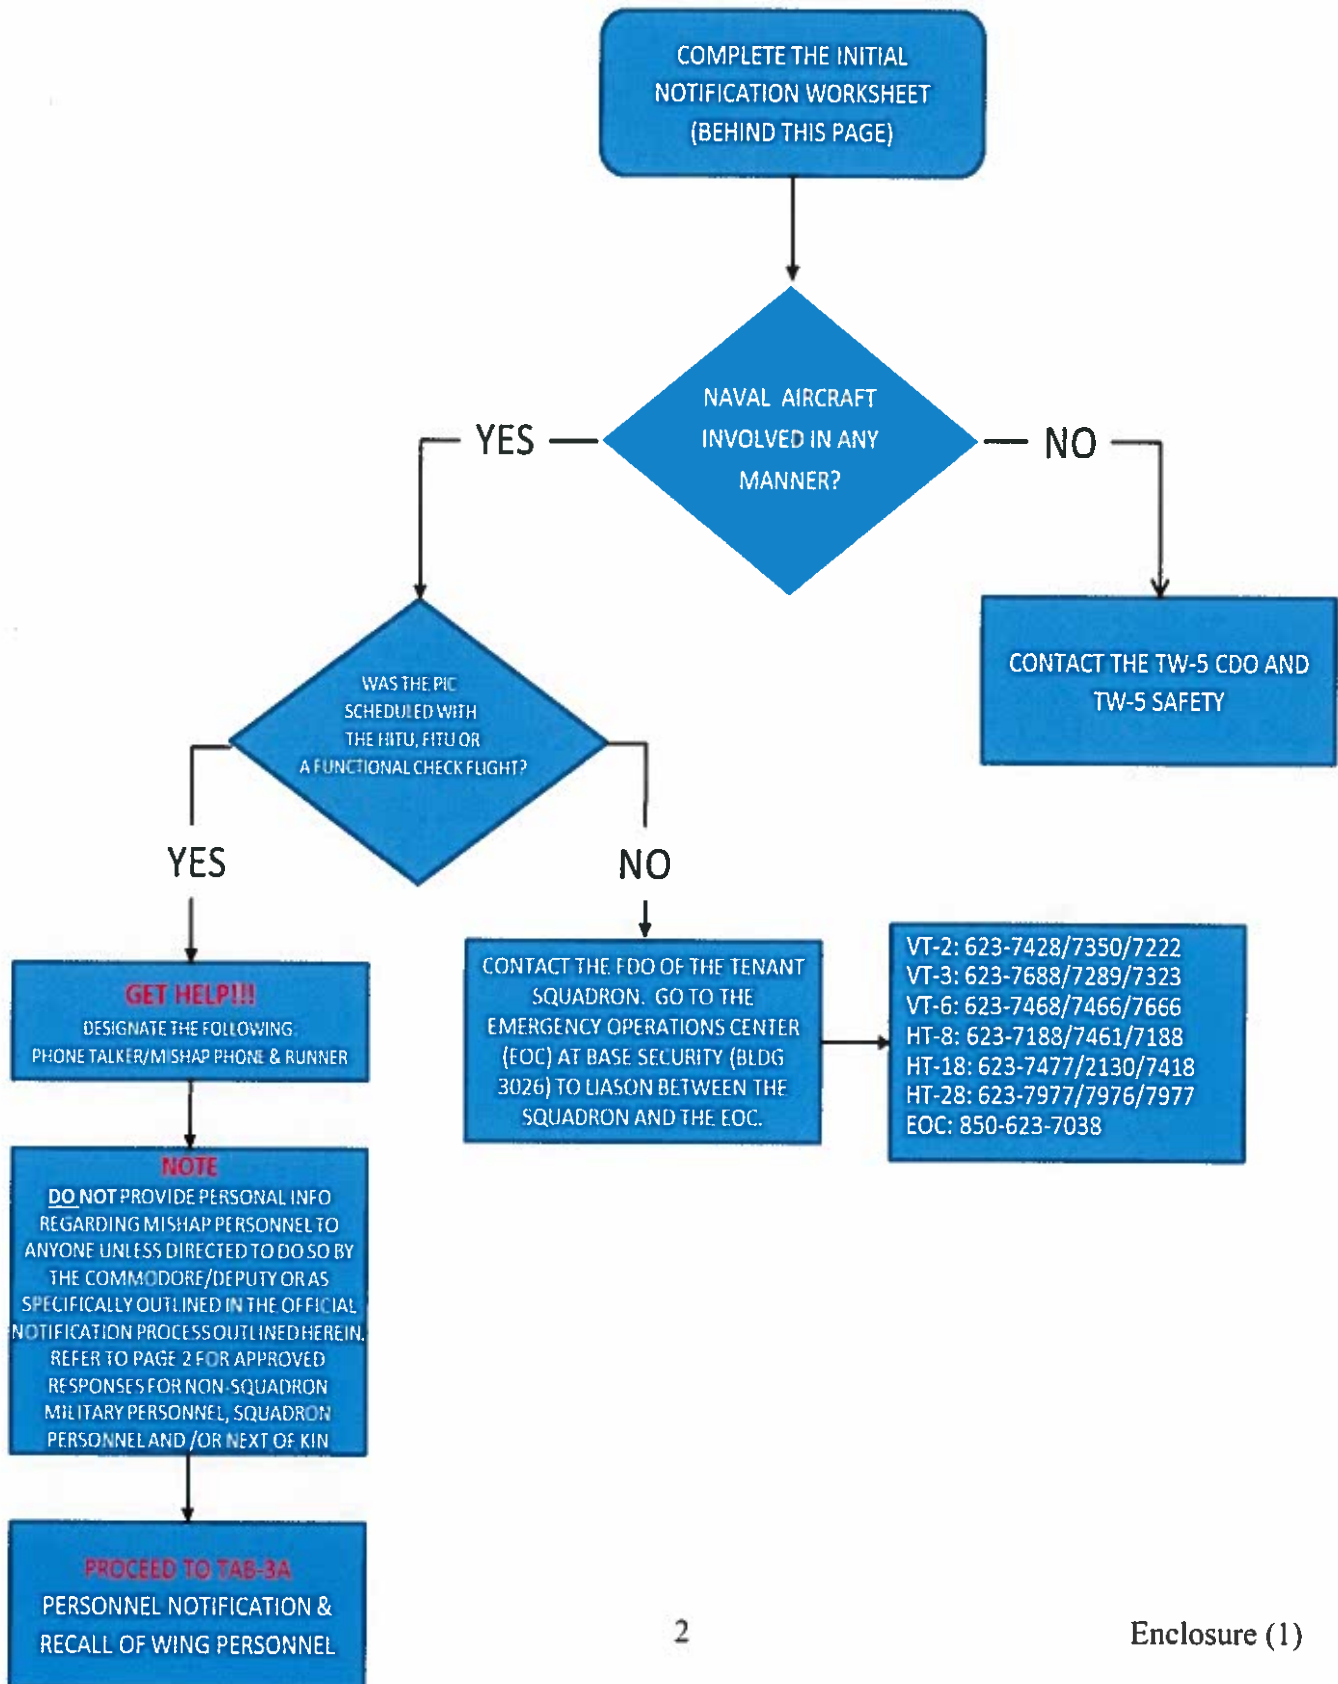 COMPLETE THE INITIAL
NOTIFICATION WORKSHEET
(BEHIND THIS PAGE)
NAVAL AIRCRAFT
INVOLVED IN ANY
MANNER?
YES
NO
CONTACT THE TW-5 CDO AND
TW-5 SAFETY
WAS THE PIC
SCHEDULED WITH
THE HITU, FITU OR
A FUNCTIONAL CHECK FLIGHT?
YES
NO
GET HELP!!!
DESIGNATE THE FOLLOWING:
PHONE TALKER/MISHAP PHONE & RUNNER
CONTACT THE FDO OF THE TENANT
SQUADRON. GO TO THE
EMERGENCY OPERATIONS CENTER
(EOC) AT BASE SECURITY (BLDG
3026) TO LIASON BETWEEN THE
SQUADRON AND THE EOC.
VT-2: 623-7428/7350/7222
VT-3: 623-7688/7289/7323
VT-6: 623-7468/7466/7666
HT-8: 623-7188/7461/7188
HT-18: 623-7477/2130/7418
HT-28: 623-7977/7976/7977
EOC: 850-623-7038
NOTE
DO NOT PROVIDE PERSONAL INFO
REGARDING MISHAP PERSONNEL TO
ANYONE UNLESS DIRECTED TO DO SO BY
THE COMMODORE/DEPUTY OR AS
SPECIFICALLY OUTLINED IN THE OFFICIAL
NOTIFICATION PROCESS OUTLINED HEREIN.
REFER TO PAGE 2 FOR APPROVED
RESPONSES FOR NON-SQUADRON
MILITARY PERSONNEL, SQUADRON
PERSONNEL AND /OR NEXT OF KIN
PROCEED TO TAB-3A
PERSONNEL NOTIFICATION &
RECALL OF WING PERSONNEL
2
Enclosure (1)